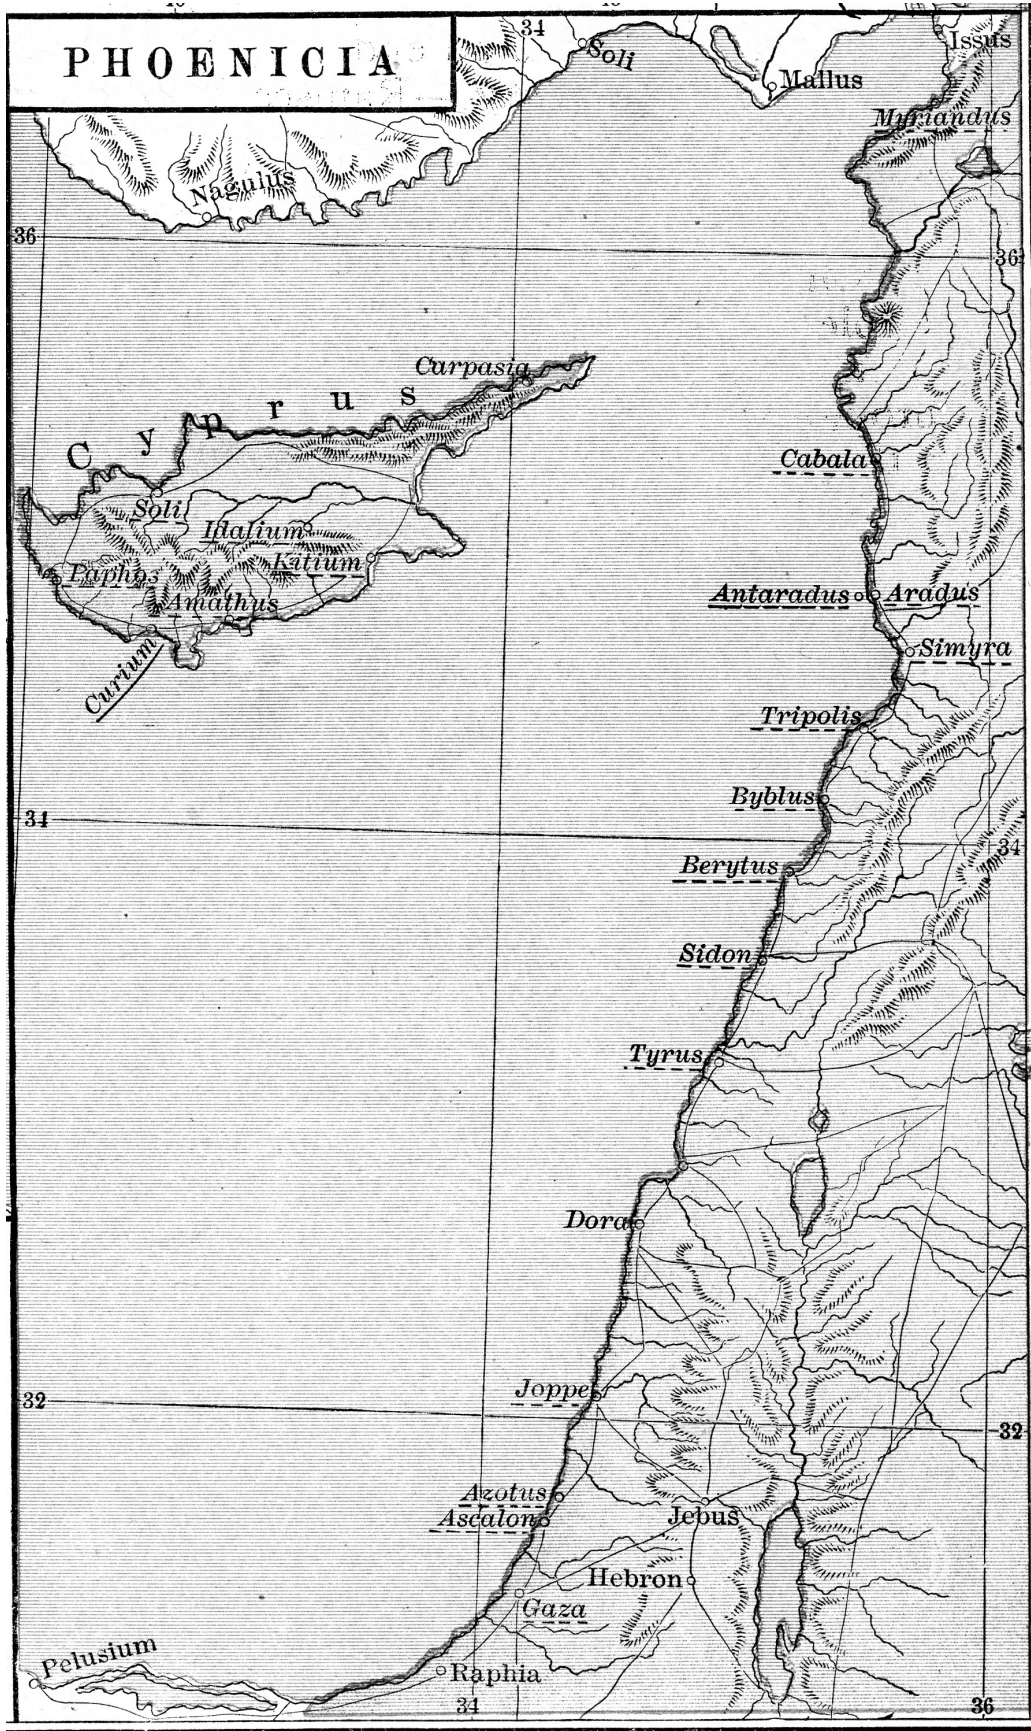 PHOENICIA
34
Soli
Issus
Mallus
Myriandus
Nagulus
36
36
Carpasia
Cyprus
Cabala
Soli
Idalium
Kitium
Paphos
Amathus
Antaradus
Aradus
Curium
Simyra
Tripolis
Byblus
34
34
Berytus
Sidon
Tyrus
Dora
Joppe
32
32
Azotus
Ascalon
Jebus
Hebron
Gaza
Pelusium
Raphia
34
36